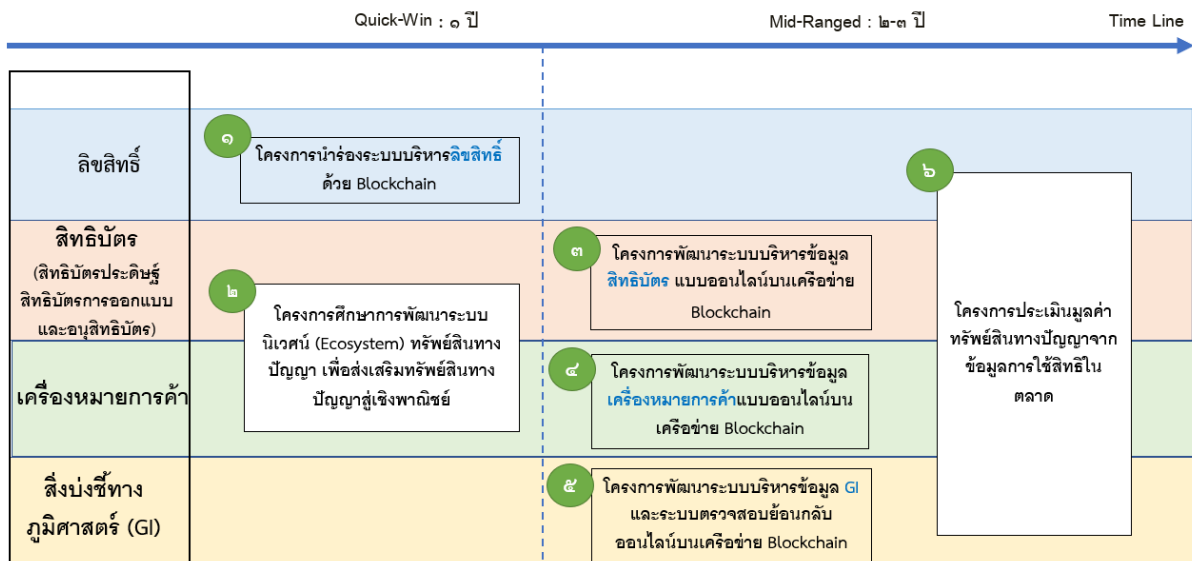 Quick-Win : ๑ ปี
Mid-Ranged : ๒-๓ ปี
Time Line
ลิขสิทธิ์
๑
โครงการนำร่องระบบบริหารลิขสิทธิ์
ด้วย Blockchain
๖
โครงการประเมินมูลค่า
ทรัพย์สินทางปัญญาจาก
ข้อมูลการใช้สิทธิใน
ตลาด
สิทธิบัตร
(สิทธิบัตรประดิษฐ์
สิทธิบัตรการออกแบบ
และอนุสิทธิบัตร)
๒
โครงการศึกษาการพัฒนาระบบ
นิเวศน์ (Ecosystem) ทรัพย์สินทาง
ปัญญา เพื่อส่งเสริมทรัพย์สินทาง
ปัญญาสู่เชิงพาณิชย์
๓
โครงการพัฒนาระบบบริหารข้อมูล
สิทธิบัตร แบบออนไลน์บนเครือข่าย
Blockchain
เครื่องหมายการค้า
๔
โครงการพัฒนาระบบบริหารข้อมูล
เครื่องหมายการค้าแบบออนไลน์บน
เครือข่าย Blockchain
สิ่งบ่งชี้ทาง
ภูมิศาสตร์ (GI)
๕
โครงการพัฒนาระบบบริหารข้อมูล GI
และระบบตรวจสอบย้อนกลับ
ออนไลน์บนเครือข่าย Blockchain